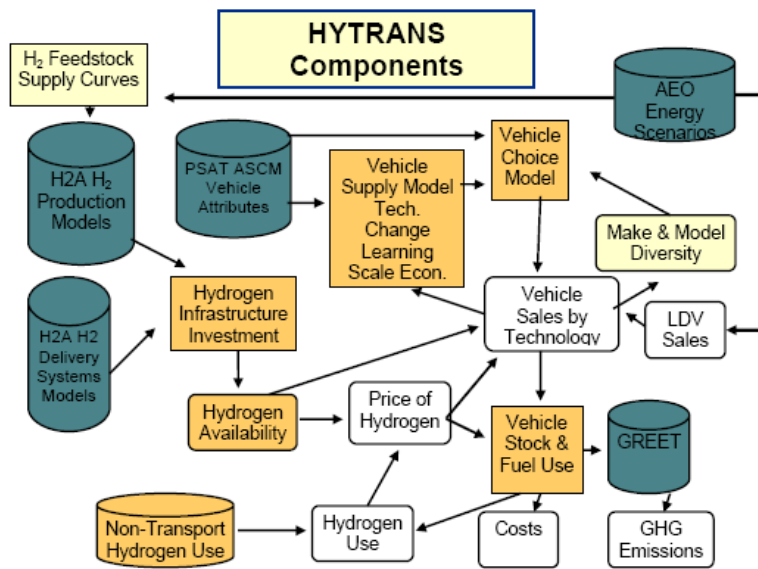 HYTRANS
Components
H₂ Feedstock
Supply Curves
AEO
Energy
Scenarios
H2A H₂
Production
Models
PSAT ASCM
Vehicle
Attributes
Vehicle
Supply Model
Tech.
Change
Learning
Scale Econ.
Vehicle
Choice
Model
Make & Model
Diversity
H2A H2
Delivery
Systems
Models
Hydrogen
Infrastructure
Investment
Vehicle
Sales by
Technology
LDV
Sales
Hydrogen
Availability
Price of
Hydrogen
Vehicle
Stock &
Fuel Use
GREET
Non-Transport
Hydrogen Use
Hydrogen
Use
Costs
GHG
Emissions